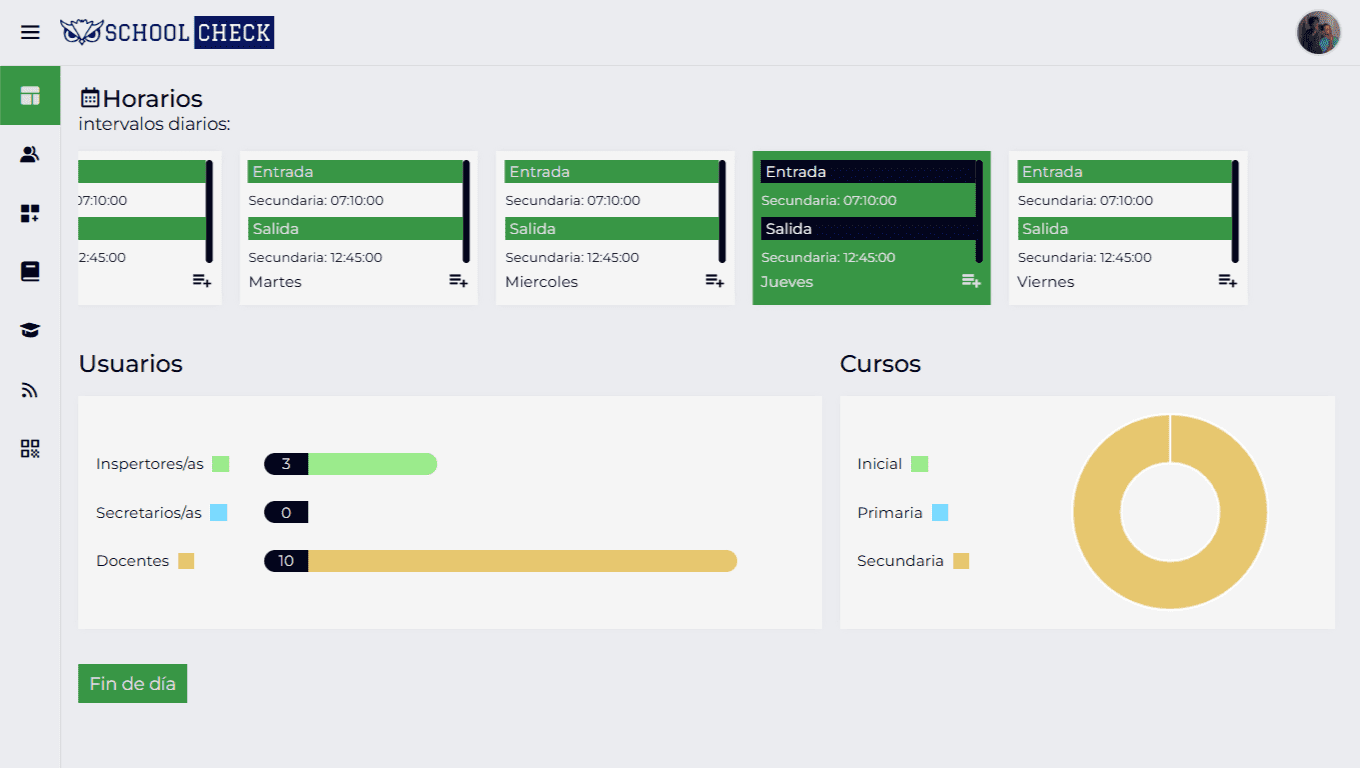 SCHOOL CHECK
Horarios
intervalos diarios:
07:10:00
12:45:00
Entrada
Secundaria: 07:10:00
Salida
Secundaria: 12:45:00
Martes
Entrada
Secundaria: 07:10:00
Salida
Secundaria: 12:45:00
Miercoles
Entrada
Secundaria: 07:10:00
Salida
Secundaria: 12:45:00
Jueves
Entrada
Secundaria: 07:10:00
Salida
Secundaria: 12:45:00
Viernes
Usuarios
Inspertores/as 3
Secretarios/as 0
Docentes 10
Cursos
Inicial
Primaria
Secundaria
Fin de día